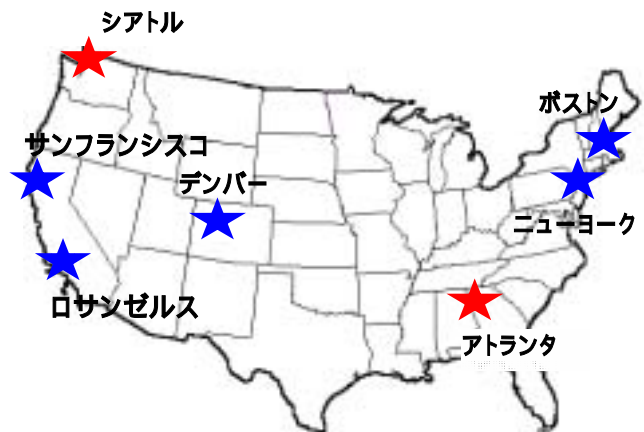 シアトル
ボストン
サンフランシスコ
デンバー
ニューヨーク
ロサンゼルス
アトランタ